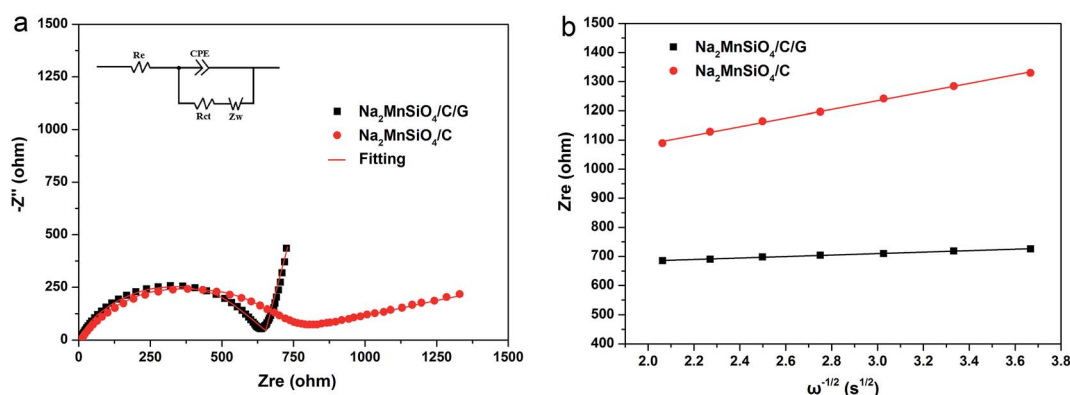 a
1500
1250
1000
750
500
250
0
-Z'' (ohm)
Re
CPE
Rct
Zw
Na₂MnSiO₄/C/G
Na₂MnSiO₄/C
Fitting
0 250 500 750 1000 1250 1500
Zre (ohm)
b
1500
1400
1300
1200
1100
1000
900
800
700
600
500
400
Zre (ohm)
Na₂MnSiO₄/C/G
Na₂MnSiO₄/C
2.0 2.2 2.4 2.6 2.8 3.0 3.2 3.4 3.6 3.8
ω⁻¹/² (s¹/²)